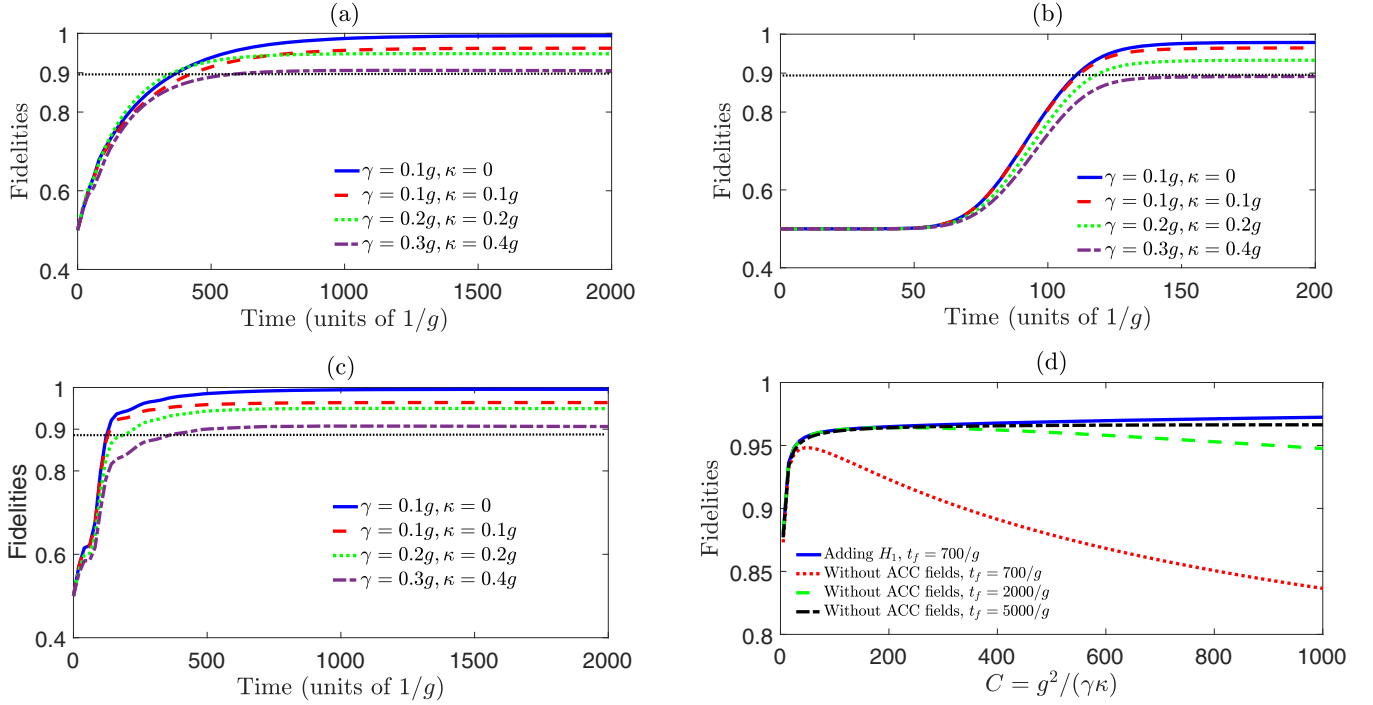 (a)
Fidelities
1
0.9
0.8
0.6
0.4
γ = 0.1g, κ = 0
γ = 0.1g, κ = 0.1g
γ = 0.2g, κ = 0.2g
γ = 0.3g, κ = 0.4g
0 500 1000 1500 2000
Time (units of 1/g)
(b)
Fidelities
1
0.9
0.8
0.6
0.4
γ = 0.1g, κ = 0
γ = 0.1g, κ = 0.1g
γ = 0.2g, κ = 0.2g
γ = 0.3g, κ = 0.4g
0 50 100 150 200
Time (units of 1/g)
(c)
Fidelities
1
0.9
0.8
0.6
0.4
γ = 0.1g, κ = 0
γ = 0.1g, κ = 0.1g
γ = 0.2g, κ = 0.2g
γ = 0.3g, κ = 0.4g
0 500 1000 1500 2000
Time (units of 1/g)
(d)
Fidelities
1
0.95
0.9
0.85
0.8
Adding H₁, t_f = 700/g
Without ACC fields, t_f = 700/g
Without ACC fields, t_f = 2000/g
Without ACC fields, t_f = 5000/g
0 200 400 600 800 1000
C = g²/(γκ)